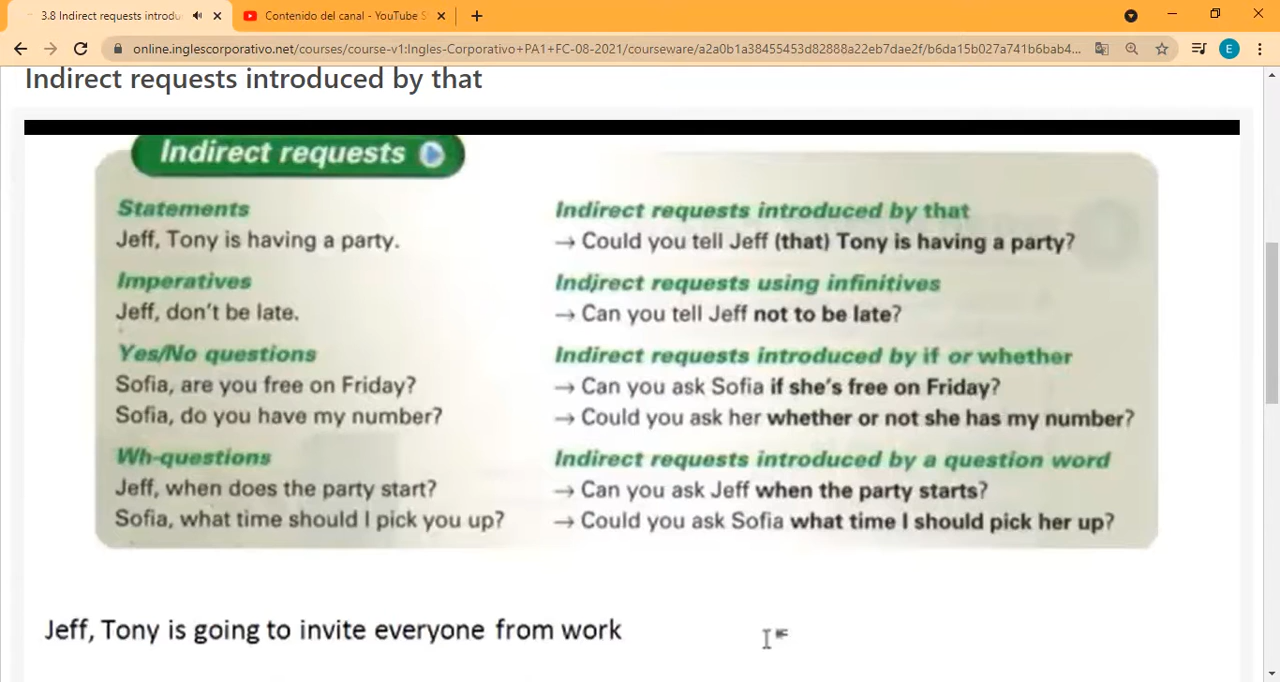 3.8 Indirect requests introdu
Contenido del canal - YouTube S
online.inglescorporativo.net/courses/course-v1:Ingles-Corporativo+PA1+FC-08-2021/courseware/a2a0b1a38455453d82888a22eb7dae2f/b6da15b027a741b6bab4...
E
Indirect requests introduced by that
Indirect requests
Statements
Jeff, Tony is having a party.
Imperatives
Jeff, don't be late.
Yes/No questions
Sofia, are you free on Friday?
Sofia, do you have my number?
Wh-questions
Jeff, when does the party start?
Sofia, what time should I pick you up?
Indirect requests introduced by that
→ Could you tell Jeff (that) Tony is having a party?
Indirect requests using infinitives
→ Can you tell Jeff not to be late?
Indirect requests introduced by if or whether
→ Can you ask Sofia if she's free on Friday?
→ Could you ask her whether or not she has my number?
Indirect requests introduced by a question word
→ Can you ask Jeff when the party starts?
→ Could you ask Sofia what time I should pick her up?
Jeff, Tony is going to invite everyone from work